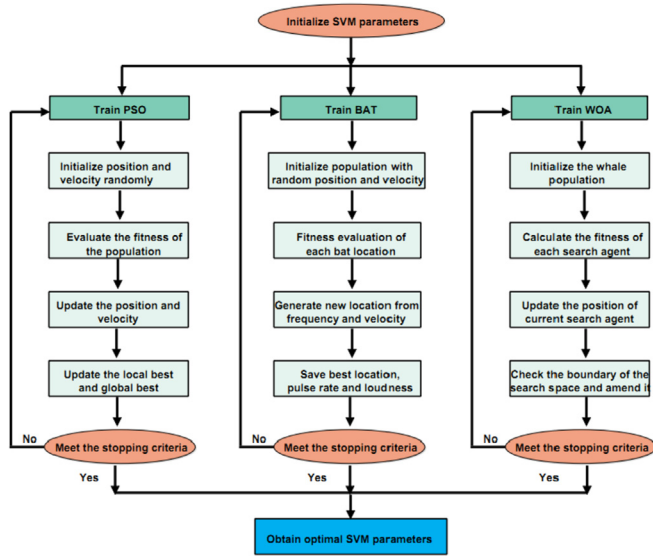 Initialize SVM parameters
Train PSO
Train BAT
Train WOA
Initialize position and
velocity randomly
Initialize population with
random position and velocity
Initialize the whale
population
Evaluate the fitness of
the population
Fitness evaluation of
each bat location
Calculate the fitness of
each search agent
Update the position and
velocity
Generate new location from
frequency and velocity
Update the position of
current search agent
Update the local best
and global best
Save best location,
pulse rate and loudness
Check the boundary of the
search space and amend it
No
Meet the stopping criteria
No
Meet the stopping criteria
No
Meet the stopping criteria
Yes
Yes
Yes
Obtain optimal SVM parameters